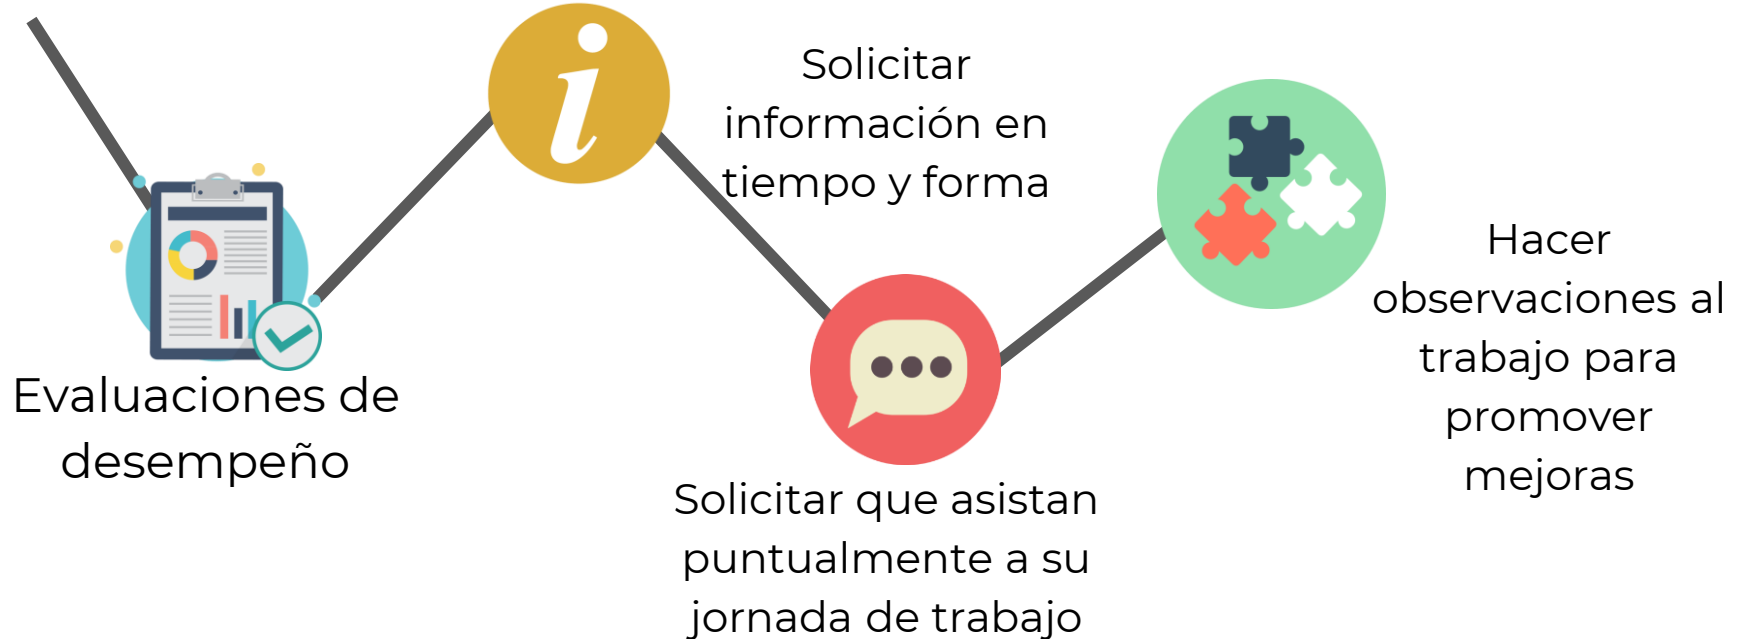 Evaluaciones de
desempeño
Solicitar
información en
tiempo y forma
Solicitar que asistan
puntualmente a su
jornada de trabajo
Hacer
observaciones al
trabajo para
promover
mejoras